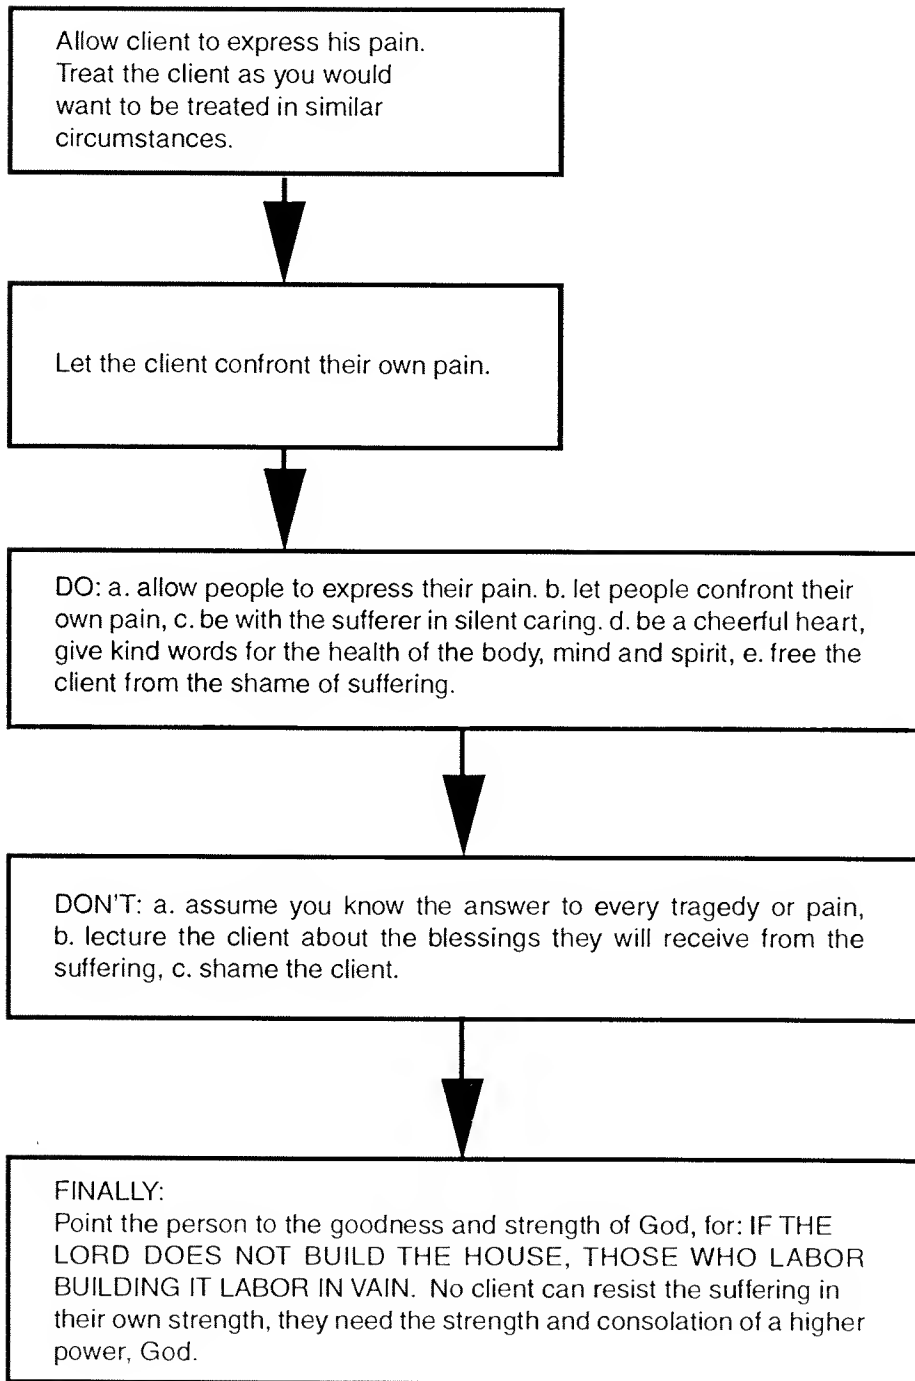 Allow client to express his pain.
Treat the client as you would
want to be treated in similar
circumstances.
Let the client confront their own pain.
DO: a. allow people to express their pain. b. let people confront their
own pain, c. be with the sufferer in silent caring. d. be a cheerful heart,
give kind words for the health of the body, mind and spirit, e. free the
client from the shame of suffering.
DON'T: a. assume you know the answer to every tragedy or pain,
b. lecture the client about the blessings they will receive from the
suffering, c. shame the client.
FINALLY:
Point the person to the goodness and strength of God, for: IF THE
LORD DOES NOT BUILD THE HOUSE, THOSE WHO LABOR
BUILDING IT LABOR IN VAIN. No client can resist the suffering in
their own strength, they need the strength and consolation of a higher
power, God.